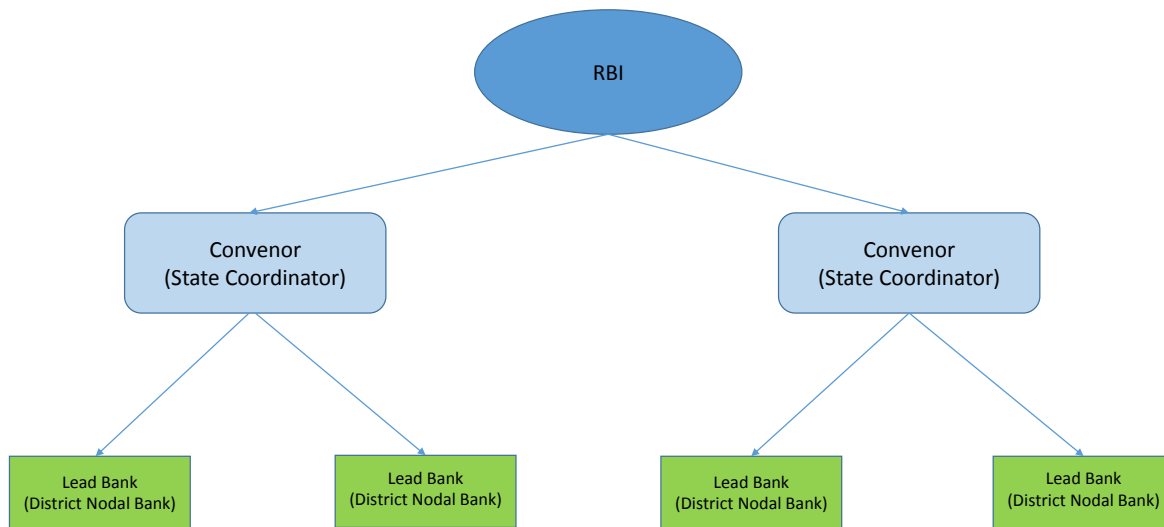 RBI
Convenor
(State Coordinator)
Convenor
(State Coordinator)
Lead Bank
(District Nodal Bank)
Lead Bank
(District Nodal Bank)
Lead Bank
(District Nodal Bank)
Lead Bank
(District Nodal Bank)